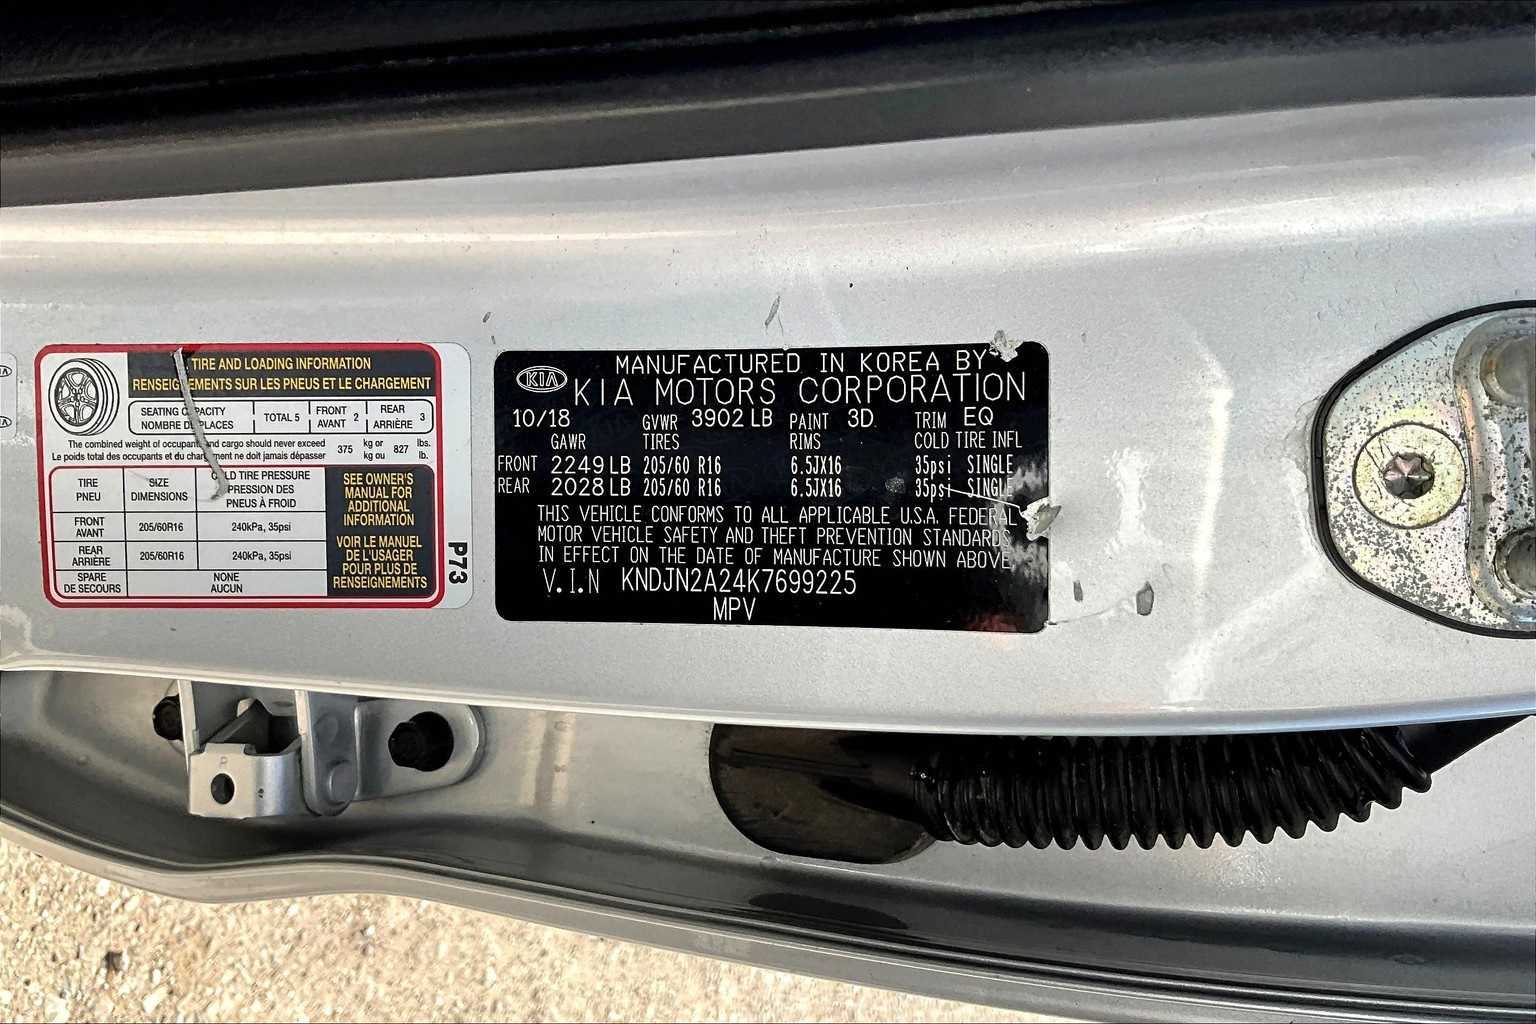 TIRE AND LOADING INFORMATION
RENSEIGNEMENTS SUR LES PNEUS ET LE CHARGEMENT
SEATING CAPACITY
NOMBRE DE PLACES
TOTAL 5
FRONT
AVANT 2
REAR
ARRIÈRE 3
The combined weight of occupants and cargo should never exceed 375 kg or 827 lbs.
Le poids total des occupants et du chargement ne doit jamais dépasser kg ou lb.
TIRE
PNEU
SIZE
DIMENSIONS
COLD TIRE PRESSURE
PRESSION DES
PNEUS À FROID
FRONT
AVANT
205/60R16
240kPa, 35psi
REAR
ARRIÈRE
205/60R16
240kPa, 35psi
SPARE
DE SECOURS
NONE
AUCUN
SEE OWNER'S
MANUAL FOR
ADDITIONAL
INFORMATION
VOIR LE MANUEL
DE L'USAGER
POUR PLUS DE
RENSEIGNEMENTS
P73
KIA
MANUFACTURED IN KOREA BY
KIA MOTORS CORPORATION
10/18 GVWR 3902 LB PAINT 3D TRIM EQ
GAWR TIRES RIMS COLD TIRE INFL
FRONT 2249 LB 205/60 R16 6.5JX16 35psi SINGLE
REAR 2028 LB 205/60 R16 6.5JX16 35psi SINGLE
THIS VEHICLE CONFORMS TO ALL APPLICABLE U.S.A. FEDERAL
MOTOR VEHICLE SAFETY AND THEFT PREVENTION STANDARDS
IN EFFECT ON THE DATE OF MANUFACTURE SHOWN ABOVE.
V.I.N KNDJN2A24K7699225
MPV